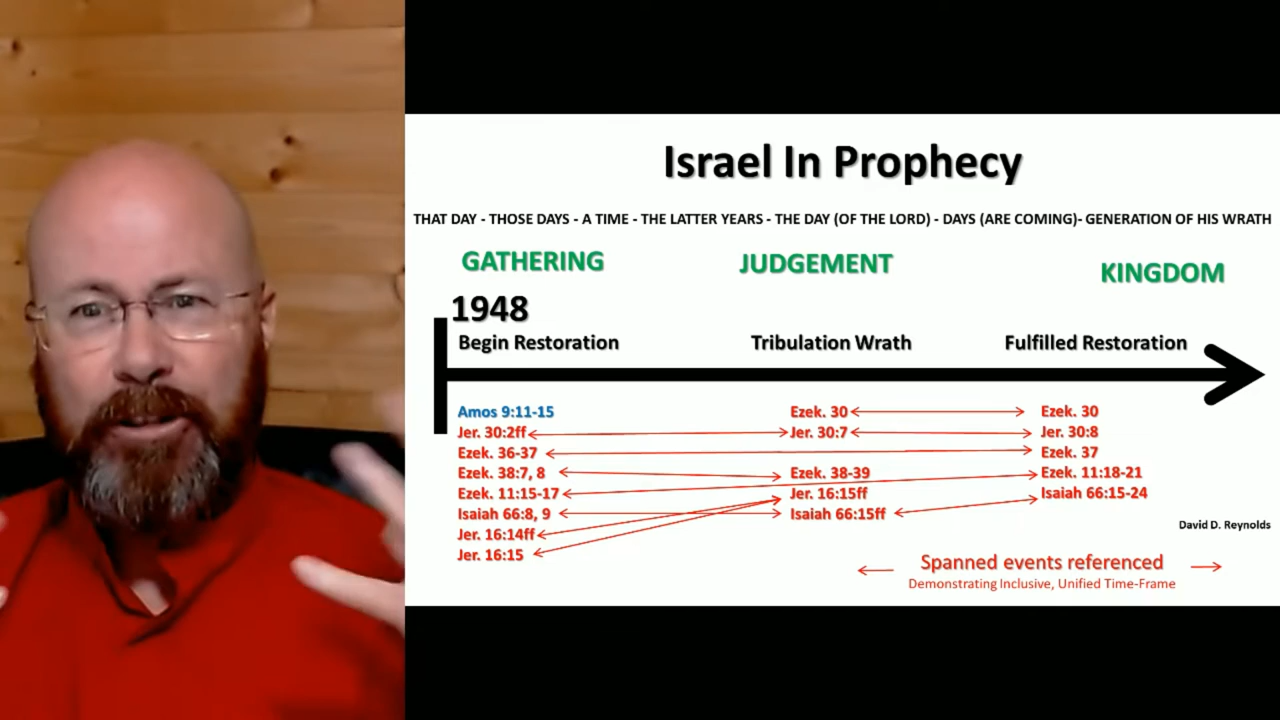 Israel In Prophecy
THAT DAY - THOSE DAYS - A TIME - THE LATTER YEARS - THE DAY (OF THE LORD) - DAYS (ARE COMING)- GENERATION OF HIS WRATH
GATHERING JUDGEMENT KINGDOM
1948
Begin Restoration Tribulation Wrath Fulfilled Restoration
Amos 9:11-15 Ezek. 30 Ezek. 30
Jer. 30:2ff Jer. 30:7 Jer. 30:8
Ezek. 36-37 Ezek. 37
Ezek. 38:7, 8 Ezek. 38-39 Ezek. 11:18-21
Ezek. 11:15-17 Jer. 16:15ff Isaiah 66:15-24
Isaiah 66:8, 9 Isaiah 66:15ff
Jer. 16:14ff
Jer. 16:15
David D. Reynolds
Spanned events referenced
Demonstrating Inclusive, Unified Time-Frame